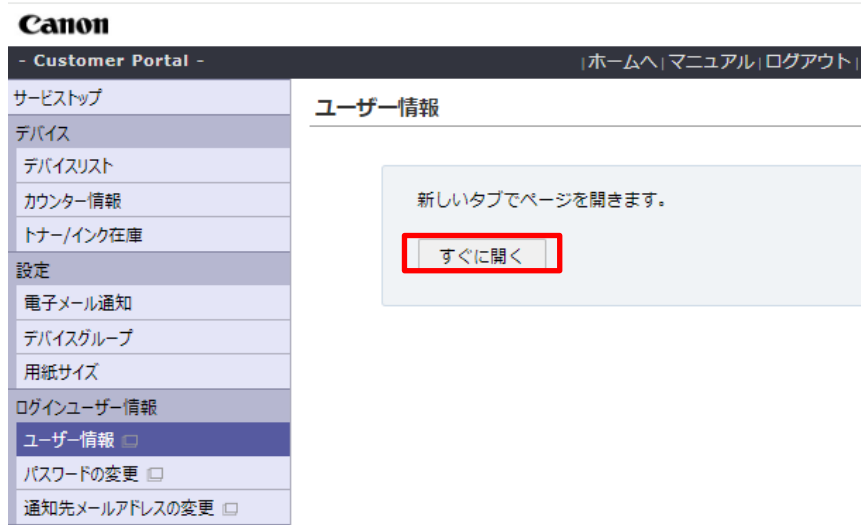 Canon
- Customer Portal -
|ホームへ|マニュアル|ログアウト|
サービストップ
デバイス
デバイスリスト
カウンター情報
トナー/インク在庫
設定
電子メール通知
デバイスグループ
用紙サイズ
ログインユーザー情報
ユーザー情報
パスワードの変更
通知先メールアドレスの変更
ユーザー情報
新しいタブでページを開きます。
すぐに開く